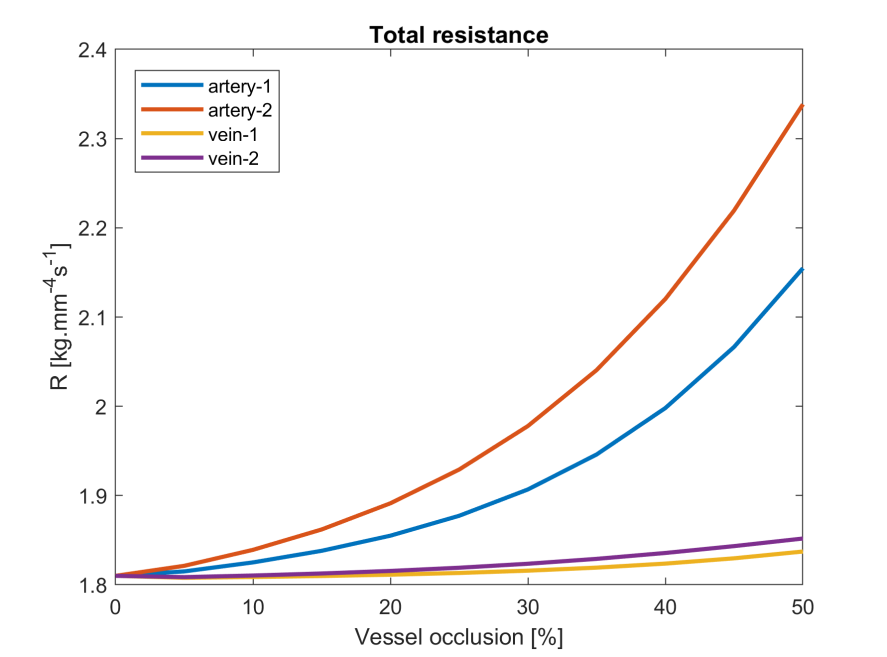 Total resistance
2.4
2.3
2.2
2.1
2
1.9
1.8
R [kg.mm-4s-1]
artery-1
artery-2
vein-1
vein-2
0 10 20 30 40 50
Vessel occlusion [%]